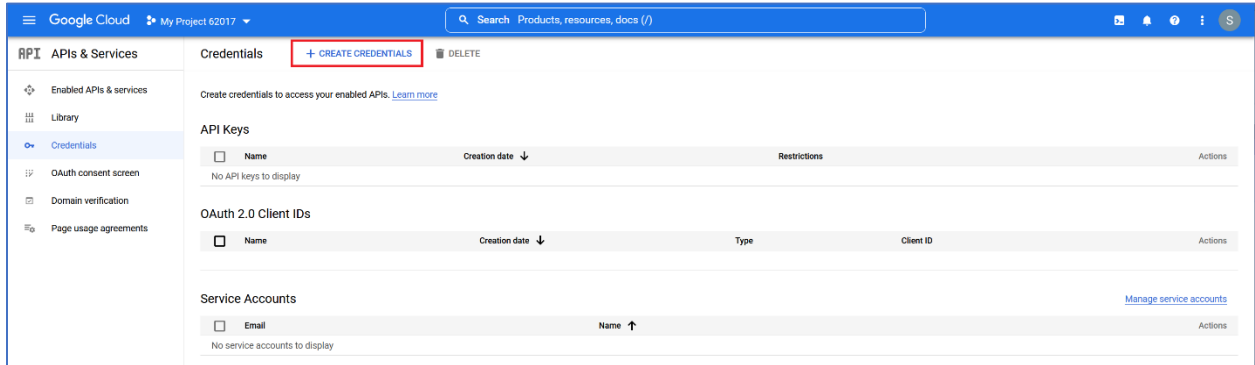 Google Cloud My Project 62017 Search Products, resources, docs (/) S
API APIs & Services Credentials + CREATE CREDENTIALS DELETE
Enabled APIs & services
Library
Credentials
OAuth consent screen
Domain verification
Page usage agreements
Create credentials to access your enabled APIs. Learn more
API Keys
Name Creation date Restrictions Actions
No API keys to display
OAuth 2.0 Client IDs
Name Creation date Type Client ID Actions
Service Accounts Manage service accounts
Email Name Actions
No service accounts to display